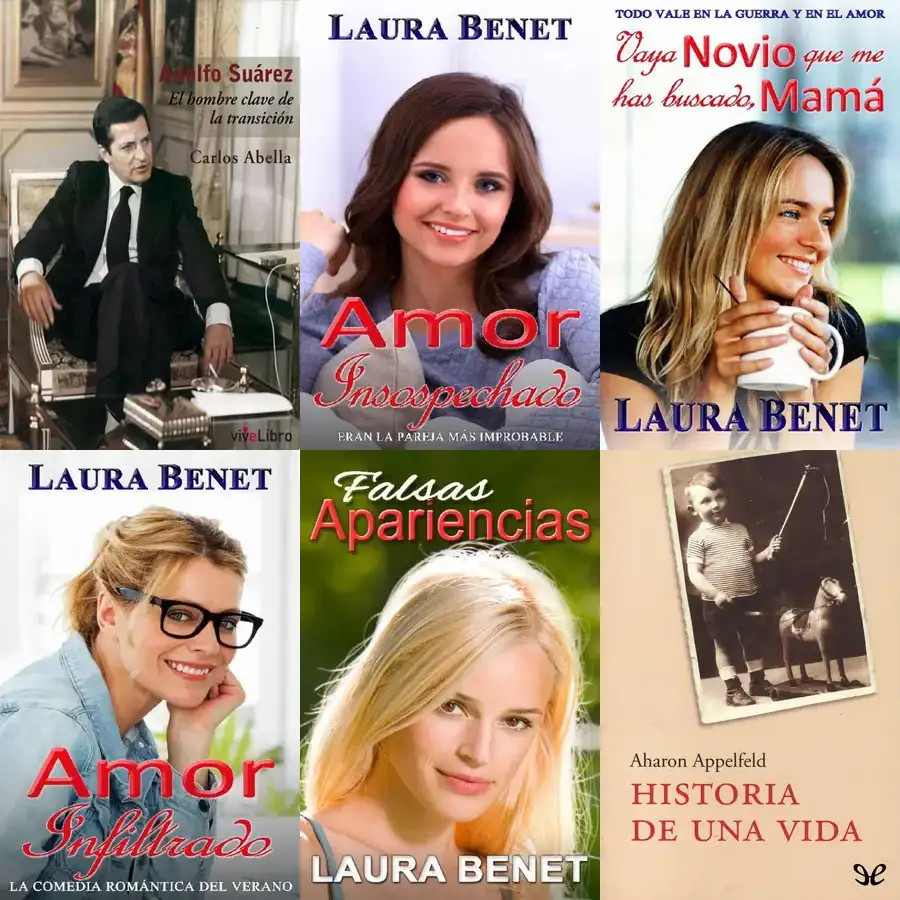 Adolfo Suárez
El hombre clave de
la transición
Carlos Abella
viveLibro
LAURA BENET
Amor
Insospechado
ERAN LA PAREJA MÁS IMPROBABLE
TODO VALE EN LA GUERRA Y EN EL AMOR
Vaya Novio que me
has buscado, Mamá
LAURA BENET
LAURA BENET
Amor
Infiltrado
LA COMEDIA ROMÁNTICA DEL VERANO
Falsas
Apariencias
LAURA BENET
Aharon Appelfeld
HISTORIA
DE UNA VIDA